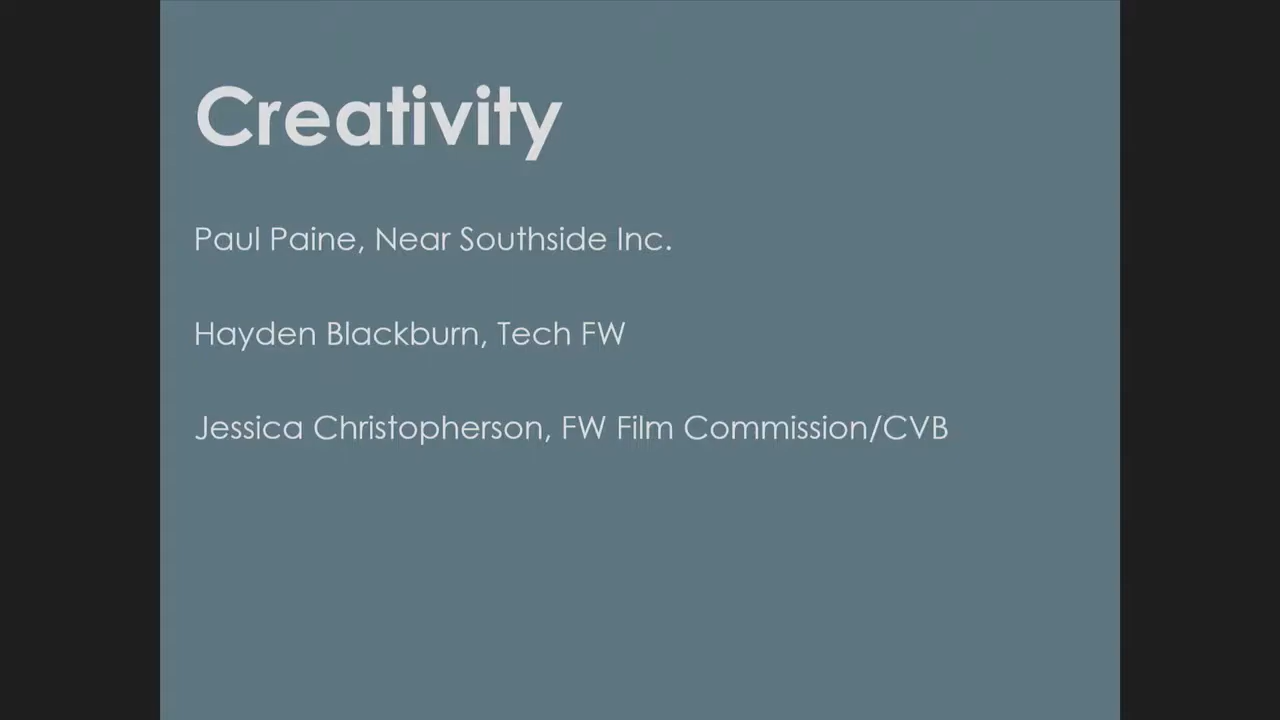 Creativity
Paul Paine, Near Southside Inc.
Hayden Blackburn, Tech FW
Jessica Christopherson, FW Film Commission/CVB